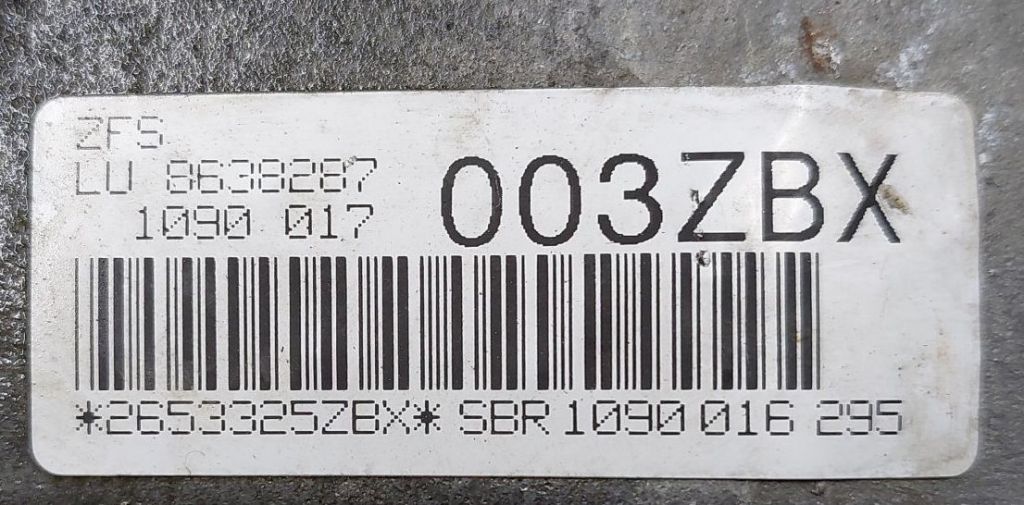 ZFS
LU 8638287
1090 017
003ZBX
*2653325ZBX* SBR 1090 016 295